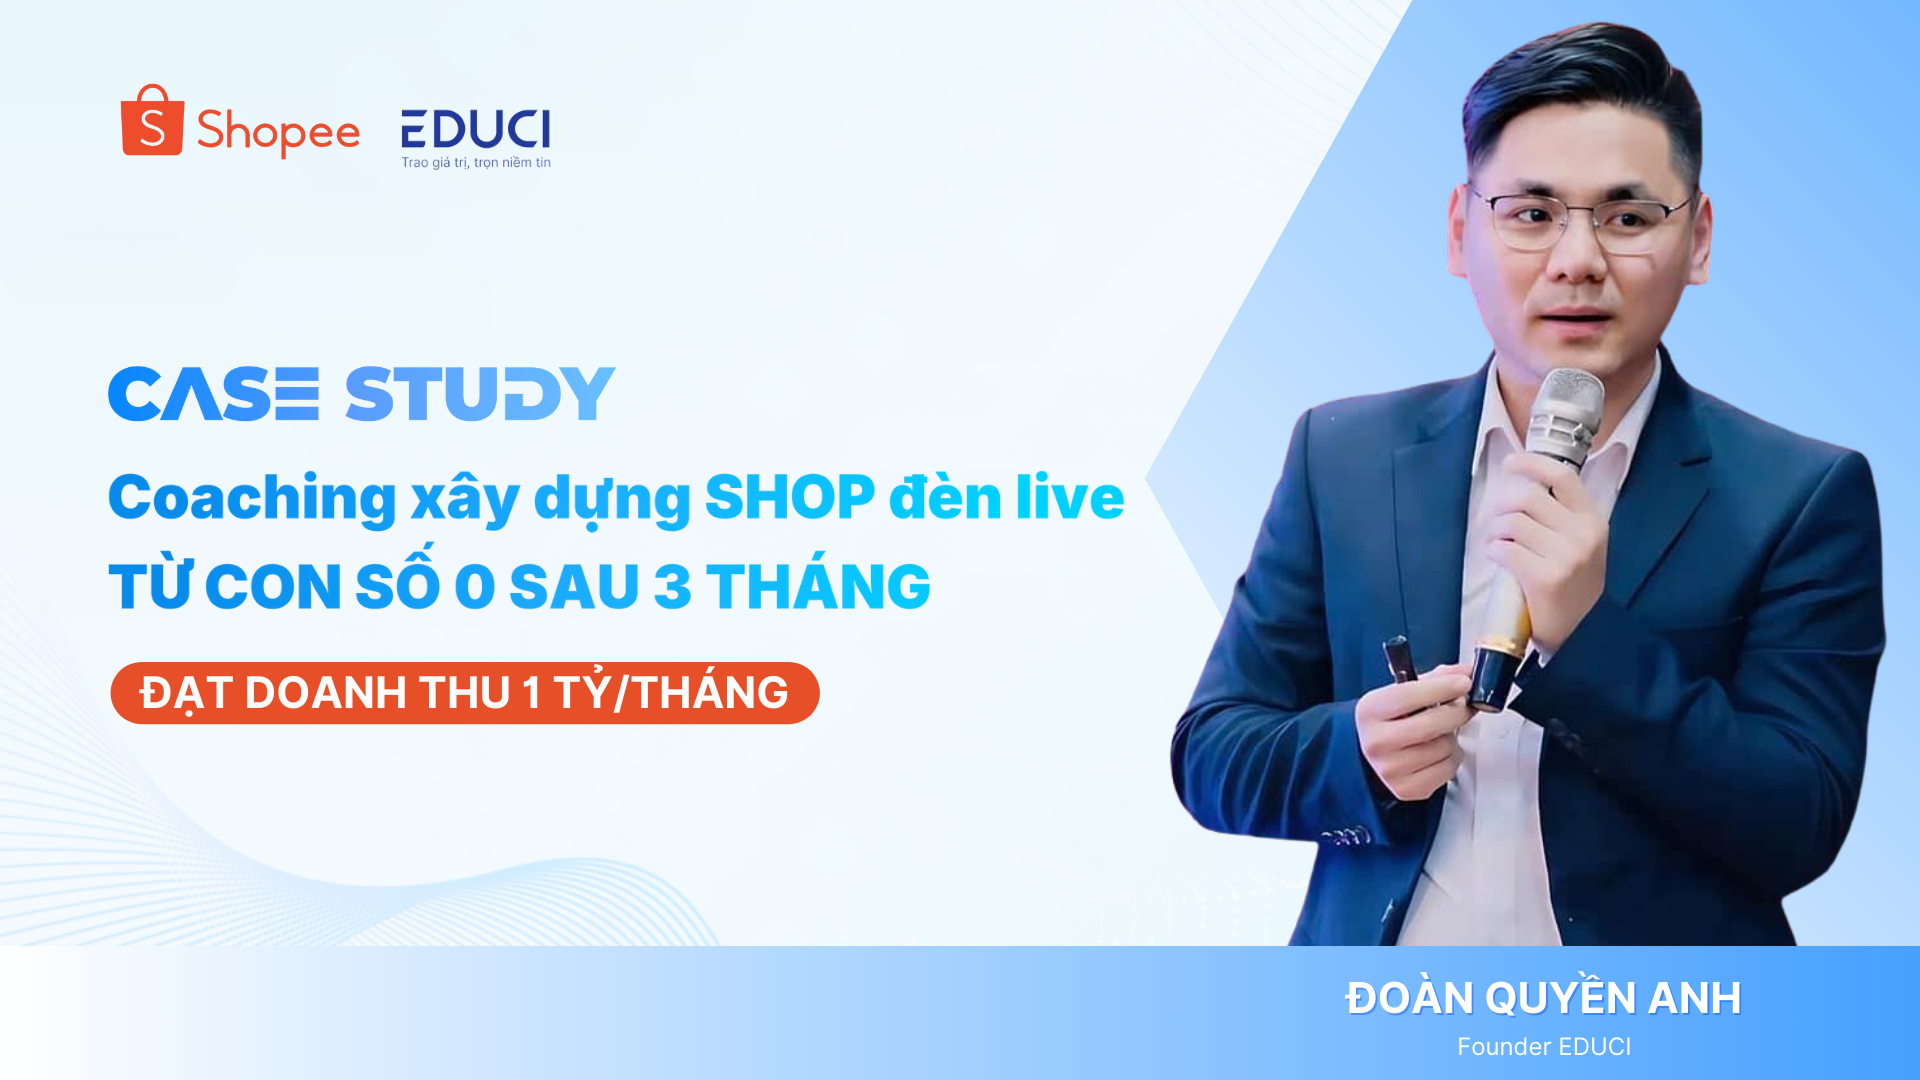 Shopee
EDUCI
Trao giá trị, trọn niềm tin
CASE STUDY
Coaching xây dựng SHOP đèn live
TỪ CON SỐ 0 SAU 3 THÁNG
ĐẠT DOANH THU 1 TỶ/THÁNG
ĐOÀN QUYỀN ANH
Founder EDUCI